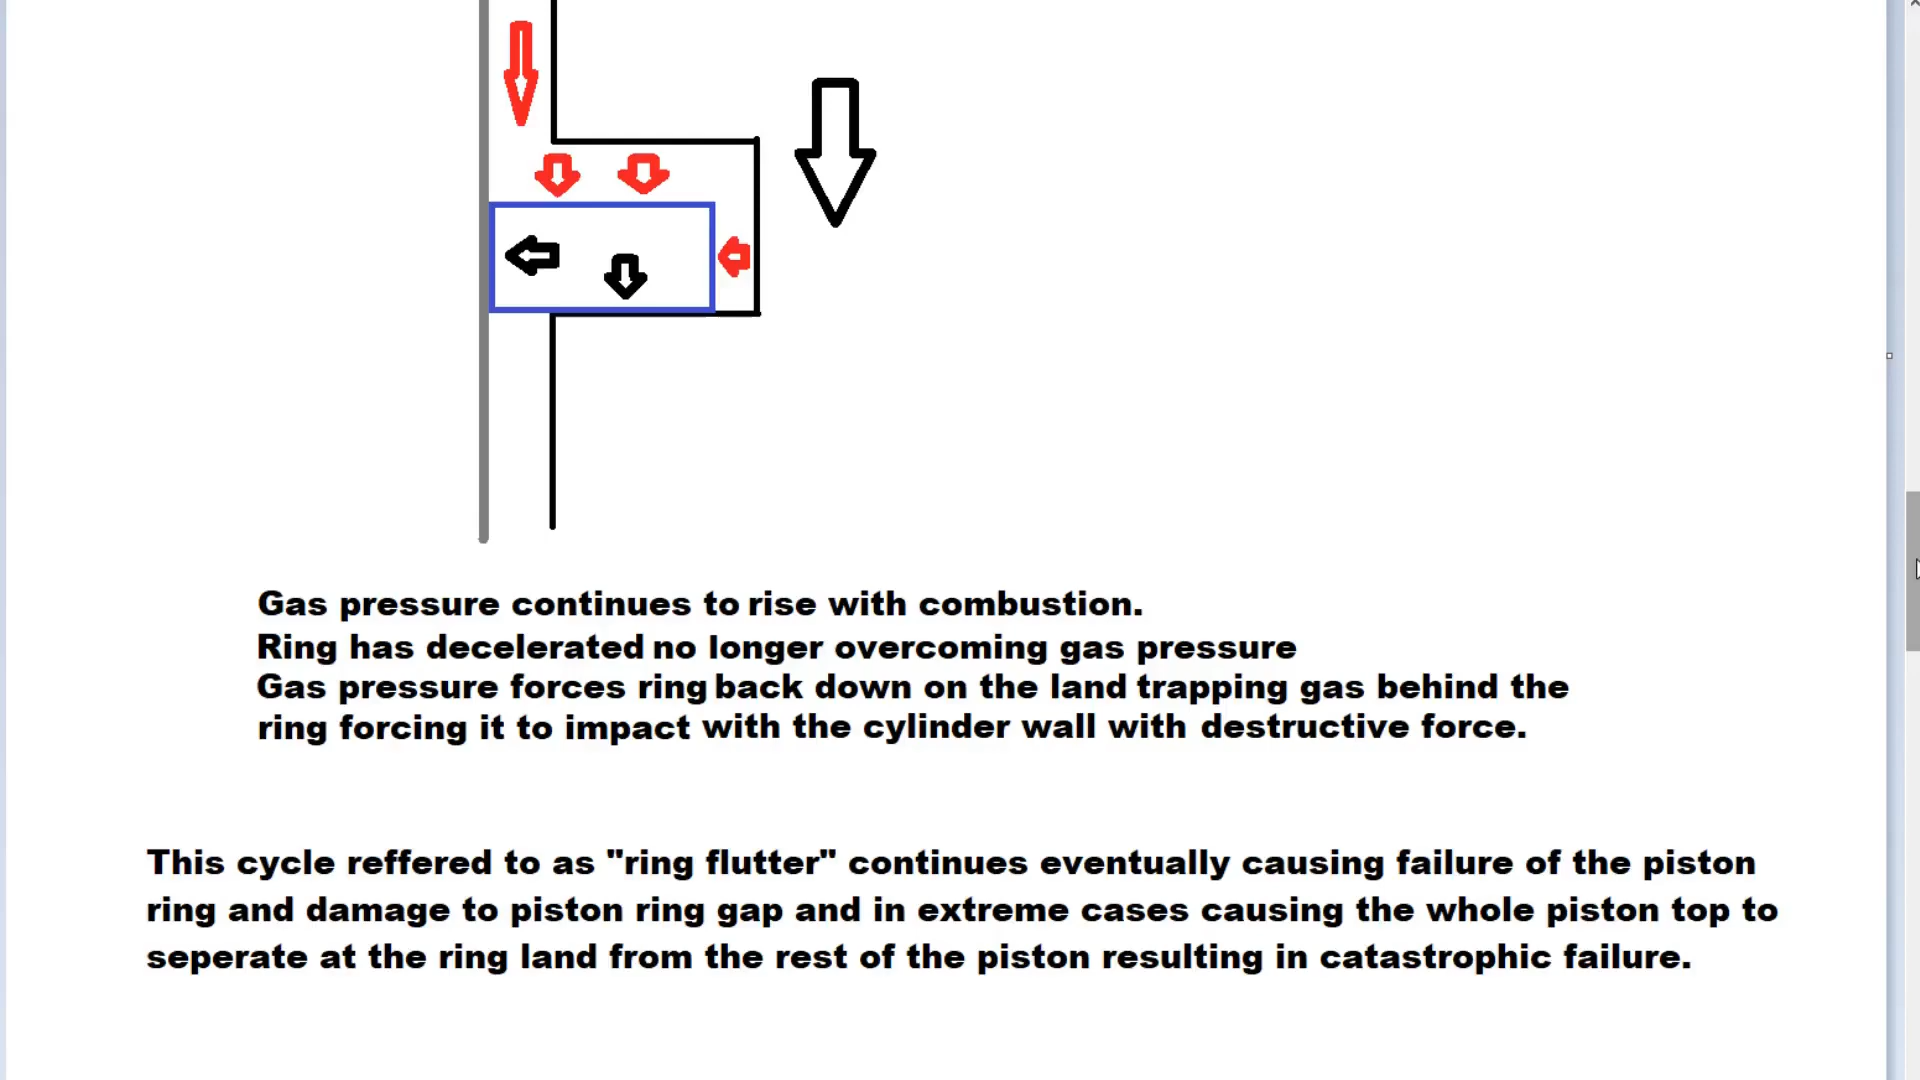 Gas pressure continues to rise with combustion.
Ring has decelerated no longer overcoming gas pressure
Gas pressure forces ring back down on the land trapping gas behind the
ring forcing it to impact with the cylinder wall with destructive force.
This cycle reffered to as "ring flutter" continues eventually causing failure of the piston
ring and damage to piston ring gap and in extreme cases causing the whole piston top to
seperate at the ring land from the rest of the piston resulting in catastrophic failure.